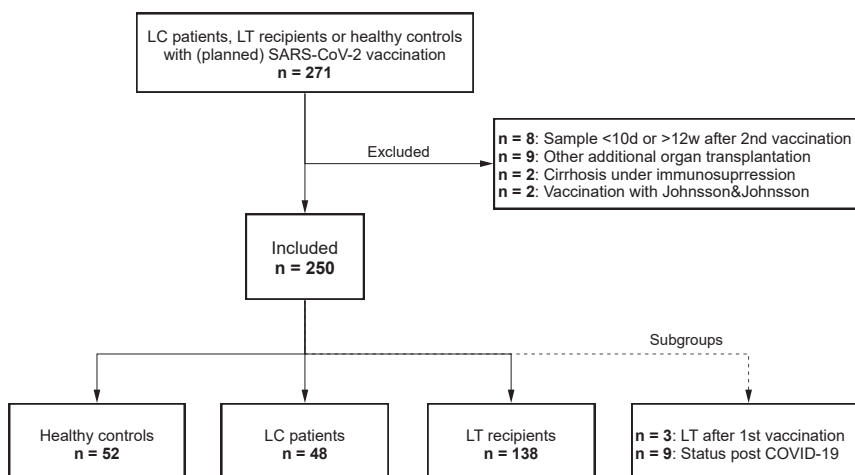 LC patients, LT recipients or healthy controls
with (planned) SARS-CoV-2 vaccination
n = 271
Excluded
n = 8: Sample <10d or >12w after 2nd vaccination
n = 9: Other additional organ transplantation
n = 2: Cirrhosis under immunosuprression
n = 2: Vaccination with Johnsson&Johnsson
Included
n = 250
Subgroups
Healthy controls
n = 52
LC patients
n = 48
LT recipients
n = 138
n = 3: LT after 1st vaccination
n = 9: Status post COVID-19